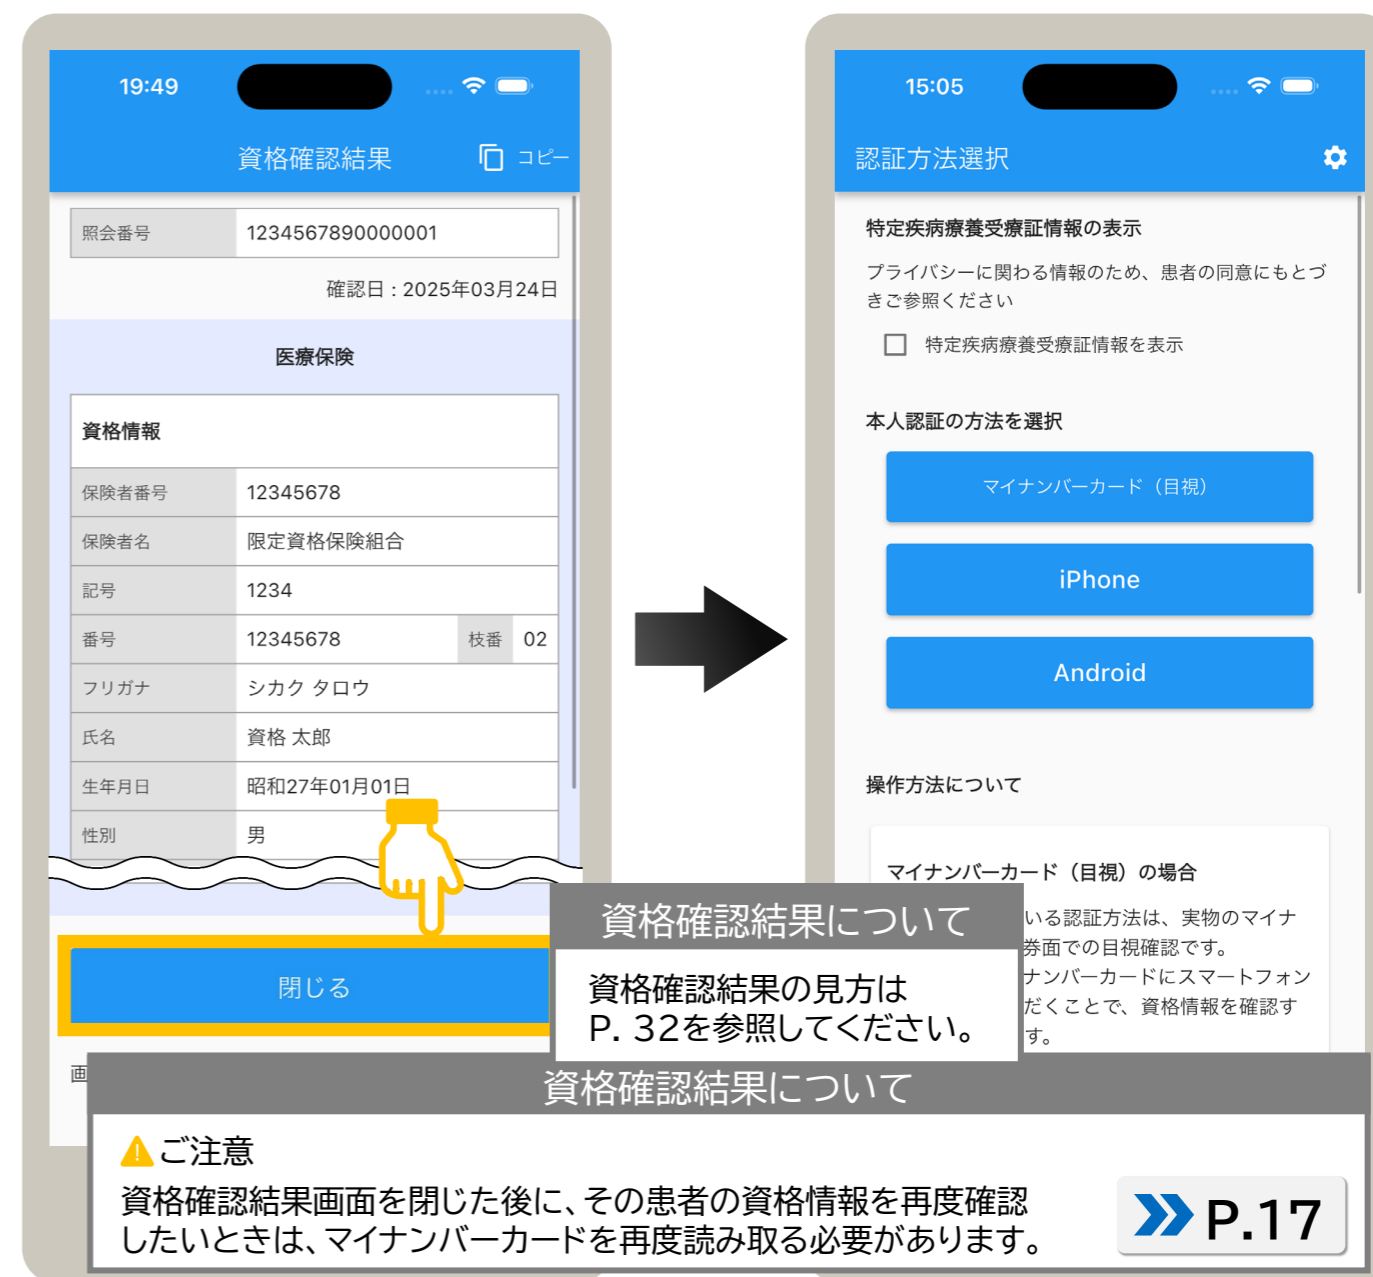 19:49
資格確認結果
コピー
照会番号 1234567890000001
確認日：2025年03月24日
医療保険
資格情報
保険者番号 12345678
保険者名 限定資格保険組合
記号 1234
番号 12345678 枝番 02
フリガナ シカク タロウ
氏名 資格 太郎
生年月日 昭和27年01月01日
性別 男
閉じる
画
15:05
認証方法選択
特定疾病療養受療証情報の表示
プライバシーに関わる情報のため、患者の同意にもとづ
きご参照ください
特定疾病療養受療証情報を表示
本人認証の方法を選択
マイナンバーカード（目視）
iPhone
Android
操作方法について
マイナンバーカード（目視）の場合
いる認証方法は、実物のマイナ
券面での目視確認です。
ナンバーカードにスマートフォン
だくことで、資格情報を確認す
す。
資格確認結果について
資格確認結果の見方は
P. 32を参照してください。
資格確認結果について
ご注意
資格確認結果画面を閉じた後に、その患者の資格情報を再度確認
したいときは、マイナンバーカードを再度読み取る必要があります。
P.17